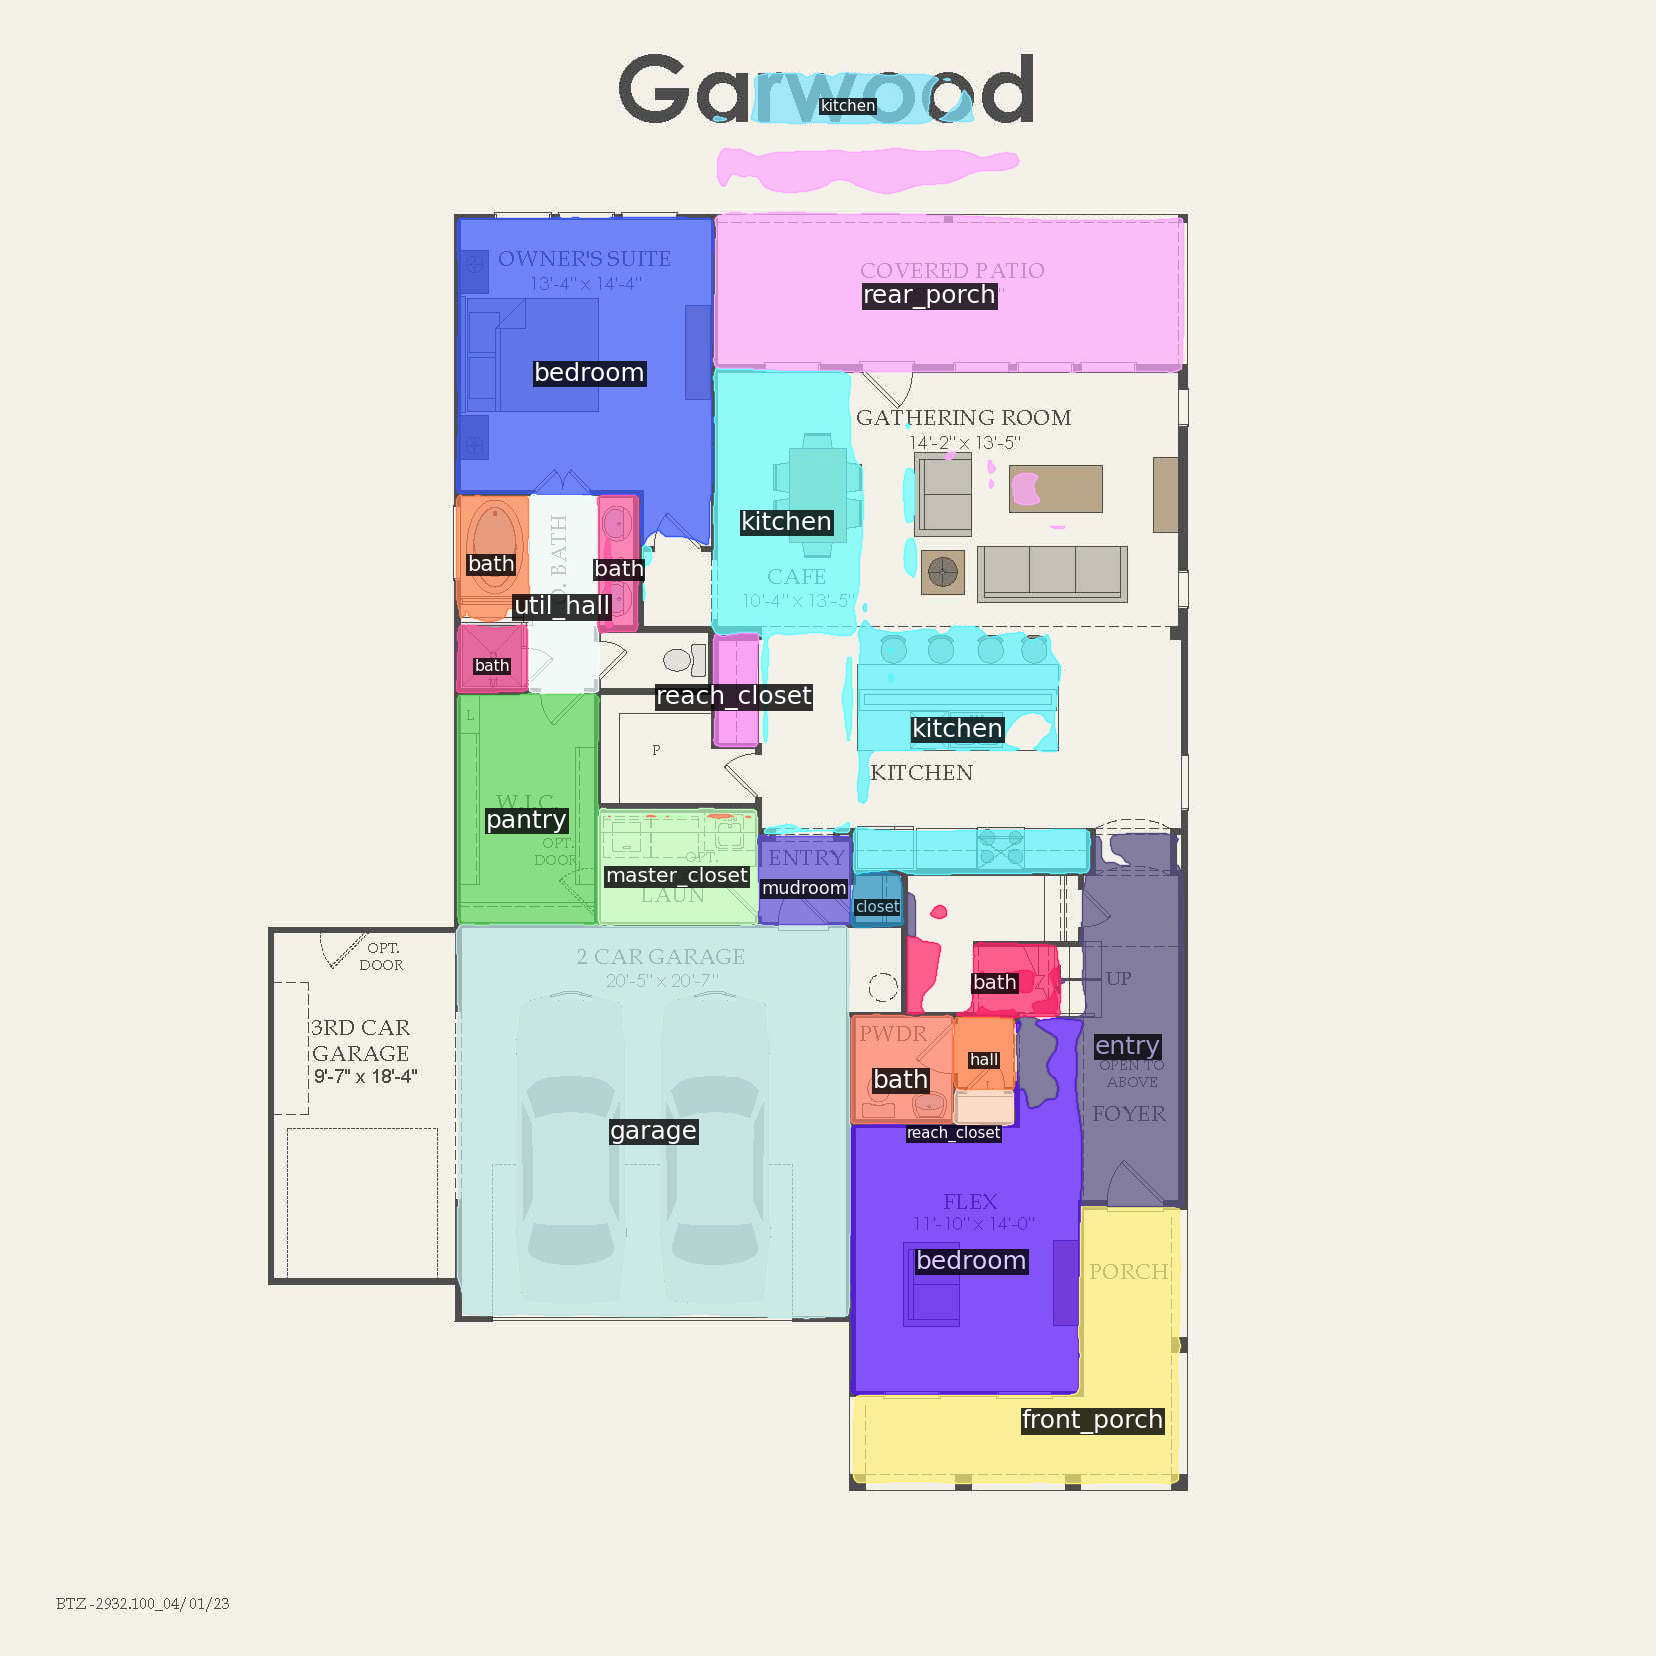 Garwood
kitchen
OWNER'S SUITE
13'-4" x 14'-4"
COVERED PATIO
rear_porch
bedroom
GATHERING ROOM
14'-2" x 13'-5"
kitchen
CAFE
10'-4" x 13'-5"
bath
O. BATH
bath
util_hall
bath
reach_closet
L
P
kitchen
KITCHEN
W.I.C.
pantry
OPT.
DOOR
OPT.
master_closet
LAUN
ENTRY
mudroom
closet
OPT.
DOOR
2 CAR GARAGE
20'-5" x 20'-7"
bath
UP
3RD CAR
GARAGE
9'-7" x 18'-4"
PWDR
bath
hall
L
entry
OPEN TO
ABOVE
FOYER
garage
reach_closet
FLEX
11'-10" x 14'-0"
bedroom
PORCH
front_porch
BTZ-2932.100_04/01/23